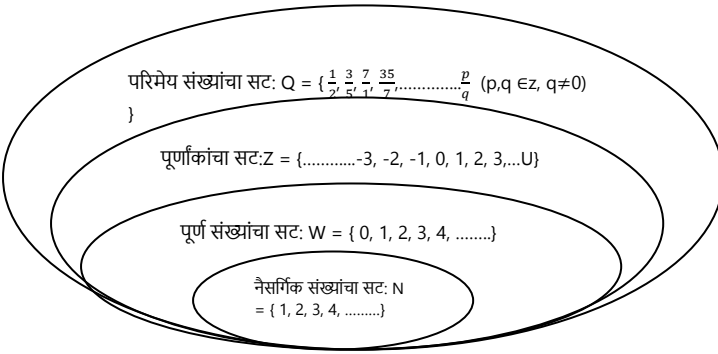 परिमेय संख्यांचा सट: Q = { 1/2, 3/5, 7/1, 35/7,..............p/q (p,q ∈z, q≠0)
}
पूर्णांकांचा सट:Z = {............-3, -2, -1, 0, 1, 2, 3,...U}
पूर्ण संख्यांचा सट: W = { 0, 1, 2, 3, 4, ........}
नैसर्गिक संख्यांचा सट: N
= { 1, 2, 3, 4, .........}